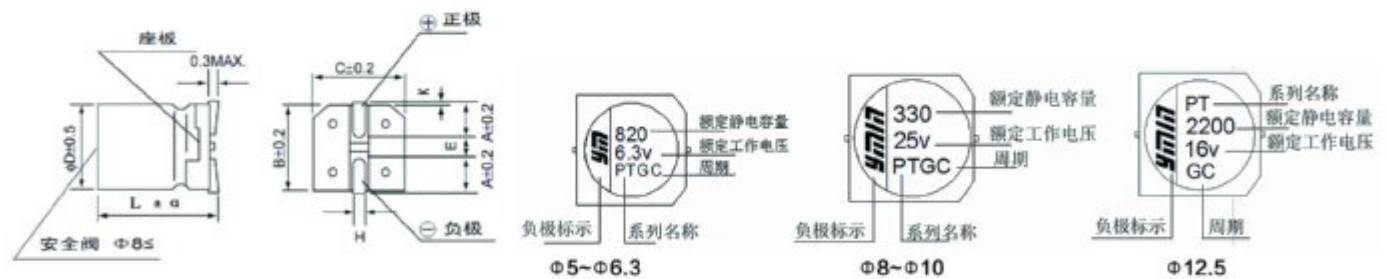 座板
0.3MAX.
ΦD±0.5
L ± α
安全阀 Φ8≤
⊕ 正极
C±0.2
K
B±0.2
A±0.2
E
A±0.2
H
⊖ 负极
820
6.3v
PTGC
YMIN
额定静电容量
额定工作电压
周期
负极标示
系列名称
Φ5~Φ6.3
330
25v
PTGC
YMIN
额定静电容量
额定工作电压
周期
负极标示
系列名称
Φ8~Φ10
PT
2200
16v
GC
YMIN
系列名称
额定静电容量
额定工作电压
负极标示
周期
Φ12.5